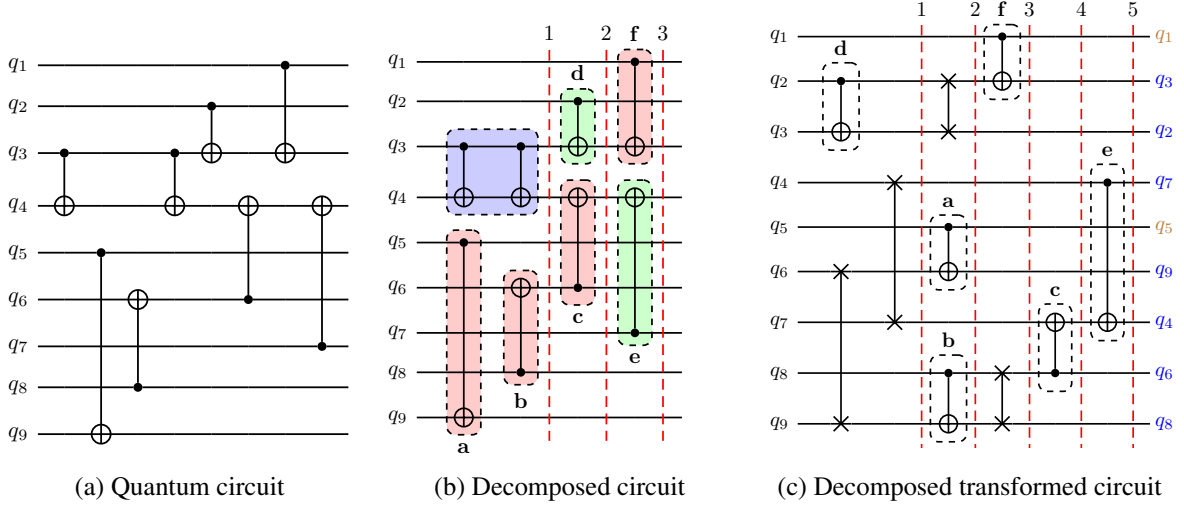 q1
q2
q3
q4
q5
q6
q7
q8
q9
(a) Quantum circuit
1 2 f 3
q1
d
q2
q3
q4
q5
q6
c
q7
e
q8
b
q9
a
(b) Decomposed circuit
1 2 f 3 4 5
q1 q1
d
q2 q3
q3 q2
e
q4 q7
a
q5 q5
q6 q9
c
q7 q4
b
q8 q6
q9 q8
(c) Decomposed transformed circuit